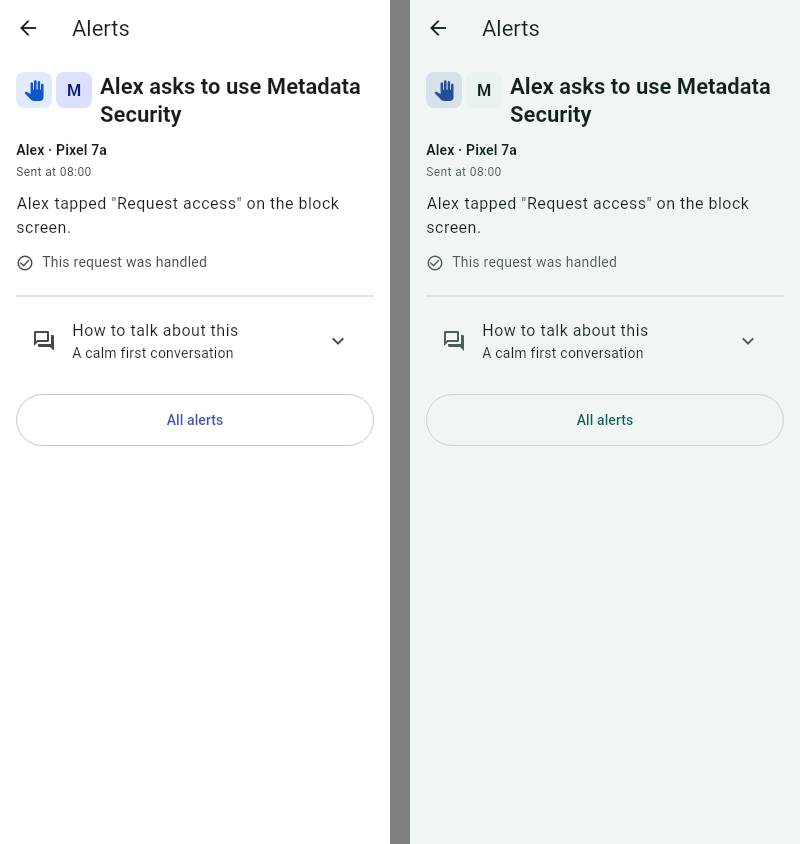 Alerts
M
Alex asks to use Metadata
Security
Alex · Pixel 7a
Sent at 08:00
Alex tapped "Request access" on the block
screen.
This request was handled
How to talk about this
A calm first conversation
All alerts
Alerts
M
Alex asks to use Metadata
Security
Alex · Pixel 7a
Sent at 08:00
Alex tapped "Request access" on the block
screen.
This request was handled
How to talk about this
A calm first conversation
All alerts